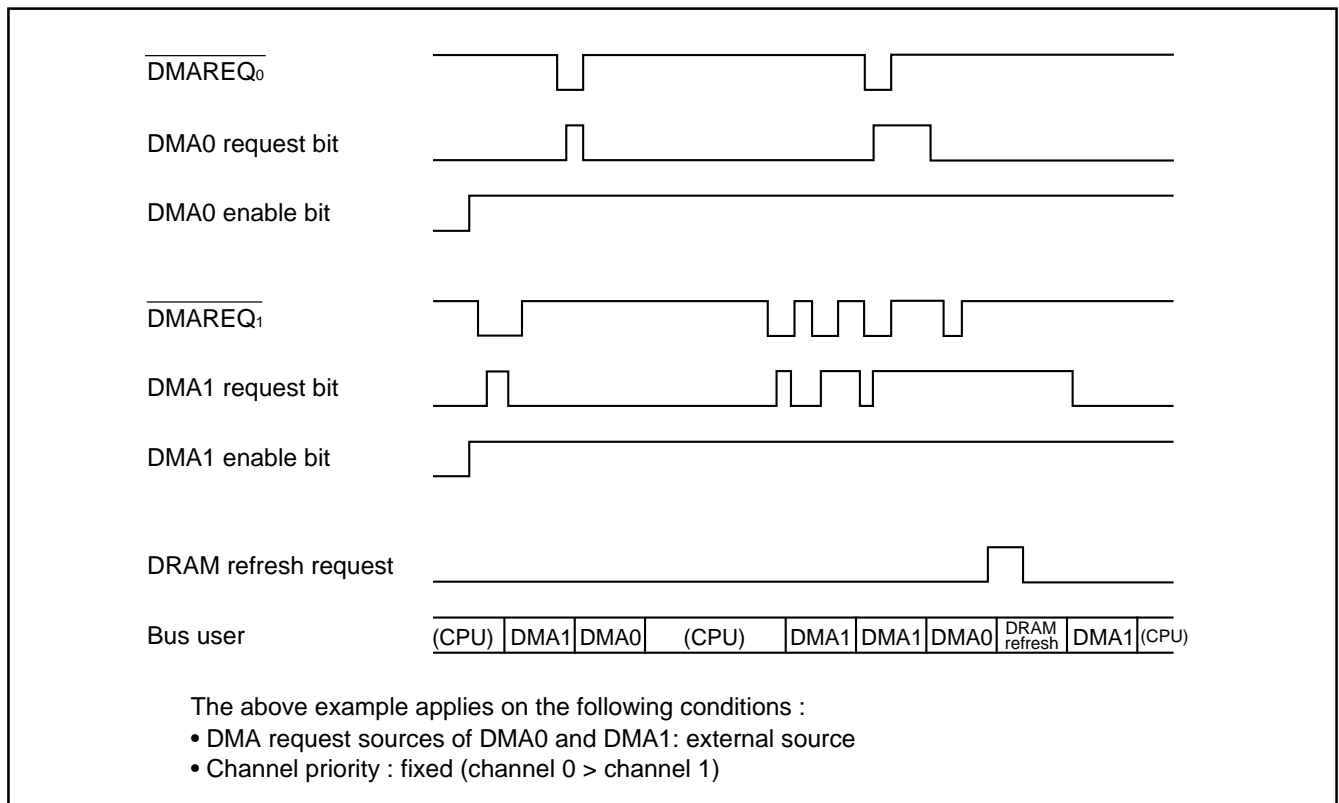 DMAREQ0
DMA0 request bit
DMA0 enable bit
DMAREQ1
DMA1 request bit
DMA1 enable bit
DRAM refresh request
Bus user
(CPU) DMA1 DMA0 (CPU) DMA1 DMA1 DMA0 DRAM refresh DMA1 (CPU)
The above example applies on the following conditions :
• DMA request sources of DMA0 and DMA1: external source
• Channel priority : fixed (channel 0 > channel 1)